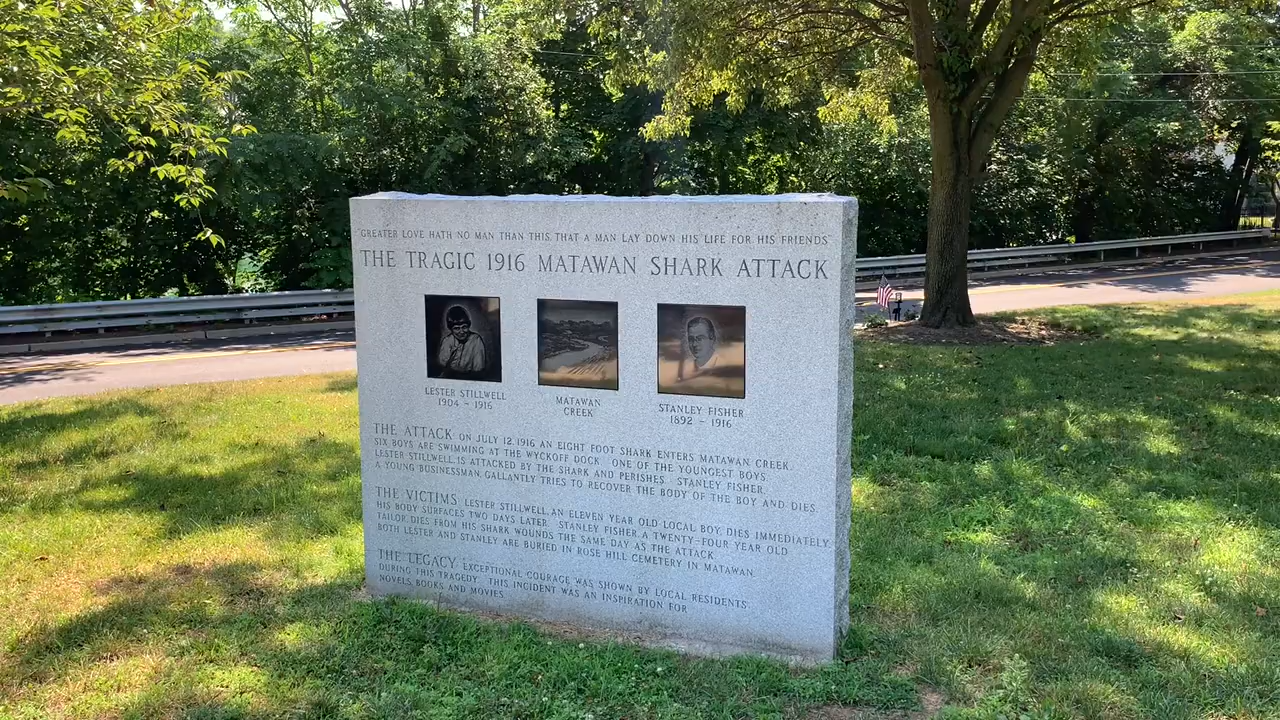 "GREATER LOVE HATH NO MAN THAN THIS, THAT A MAN LAY DOWN HIS LIFE FOR HIS FRIENDS"
THE TRAGIC 1916 MATAWAN SHARK ATTACK
LESTER STILLWELL
1904 - 1916
MATAWAN
CREEK
STANLEY FISHER
1892 - 1916
THE ATTACK ON JULY 12, 1916 AN EIGHT FOOT SHARK ENTERS MATAWAN CREEK.
SIX BOYS ARE SWIMMING AT THE WYCKOFF DOCK. ONE OF THE YOUNGEST BOYS,
LESTER STILLWELL, IS ATTACKED BY THE SHARK AND PERISHES. STANLEY FISHER,
A YOUNG BUSINESSMAN, GALLANTLY TRIES TO RECOVER THE BODY OF THE BOY AND DIES.
THE VICTIMS LESTER STILLWELL, AN ELEVEN YEAR OLD LOCAL BOY, DIES IMMEDIATELY.
HIS BODY SURFACES TWO DAYS LATER. STANLEY FISHER, A TWENTY-FOUR YEAR OLD
TAILOR, DIES FROM HIS SHARK WOUNDS THE SAME DAY AS THE ATTACK.
BOTH LESTER AND STANLEY ARE BURIED IN ROSE HILL CEMETERY IN MATAWAN.
THE LEGACY EXCEPTIONAL COURAGE WAS SHOWN BY LOCAL RESIDENTS
DURING THIS TRAGEDY. THIS INCIDENT WAS AN INSPIRATION FOR
NOVELS, BOOKS AND MOVIES.